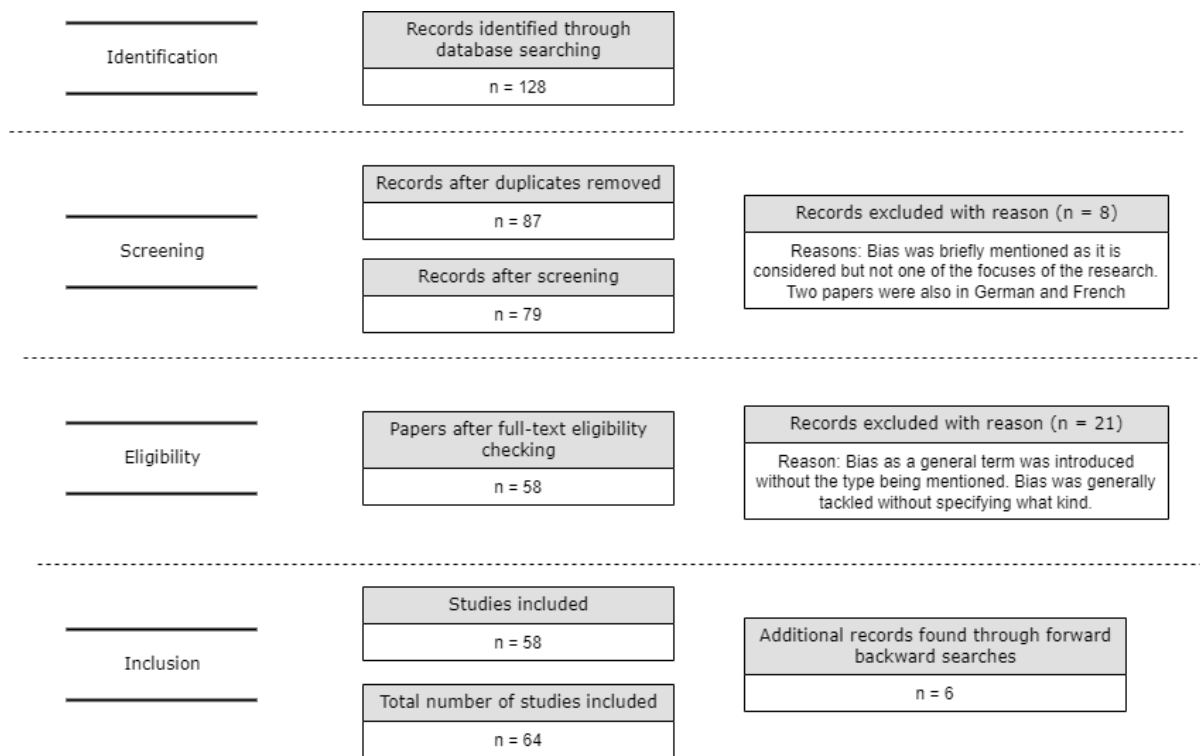 Identification
Records identified through
database searching
n = 128
Screening
Records after duplicates removed
n = 87
Records after screening
n = 79
Records excluded with reason (n = 8)
Reasons: Bias was briefly mentioned as it is
considered but not one of the focuses of the research.
Two papers were also in German and French
Eligibility
Papers after full-text eligibility
checking
n = 58
Records excluded with reason (n = 21)
Reason: Bias as a general term was introduced
without the type being mentioned. Bias was generally
tackled without specifying what kind.
Inclusion
Studies included
n = 58
Total number of studies included
n = 64
Additional records found through forward
backward searches
n = 6